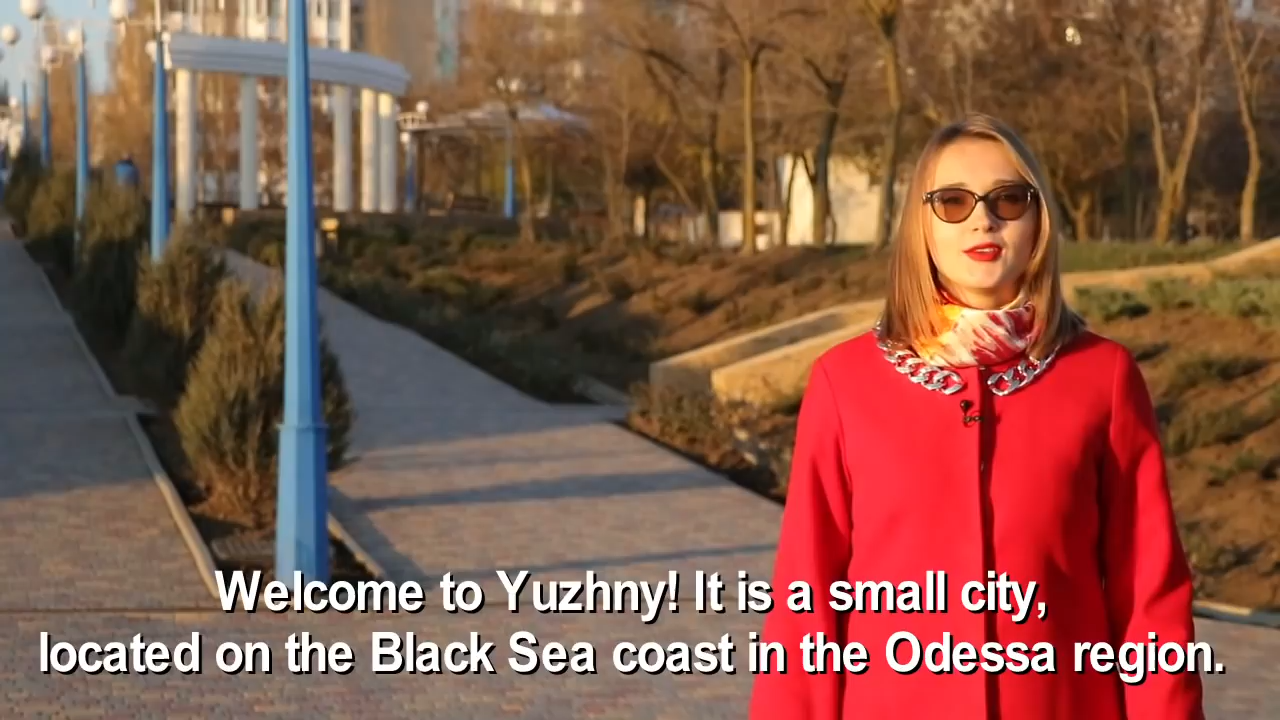 Welcome to Yuzhny! It is a small city,
located on the Black Sea coast in the Odessa region.